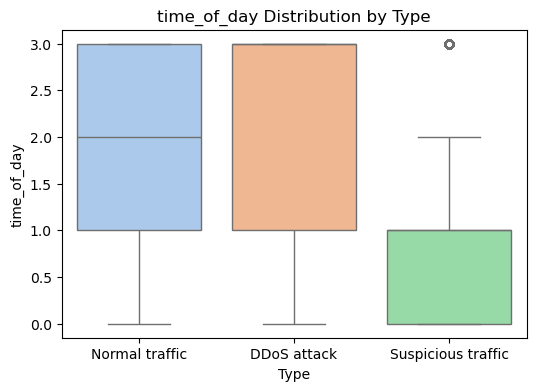 time_of_day Distribution by Type
time_of_day
3.0
2.5
2.0
1.5
1.0
0.5
0.0
Normal traffic
DDoS attack
Suspicious traffic
Type